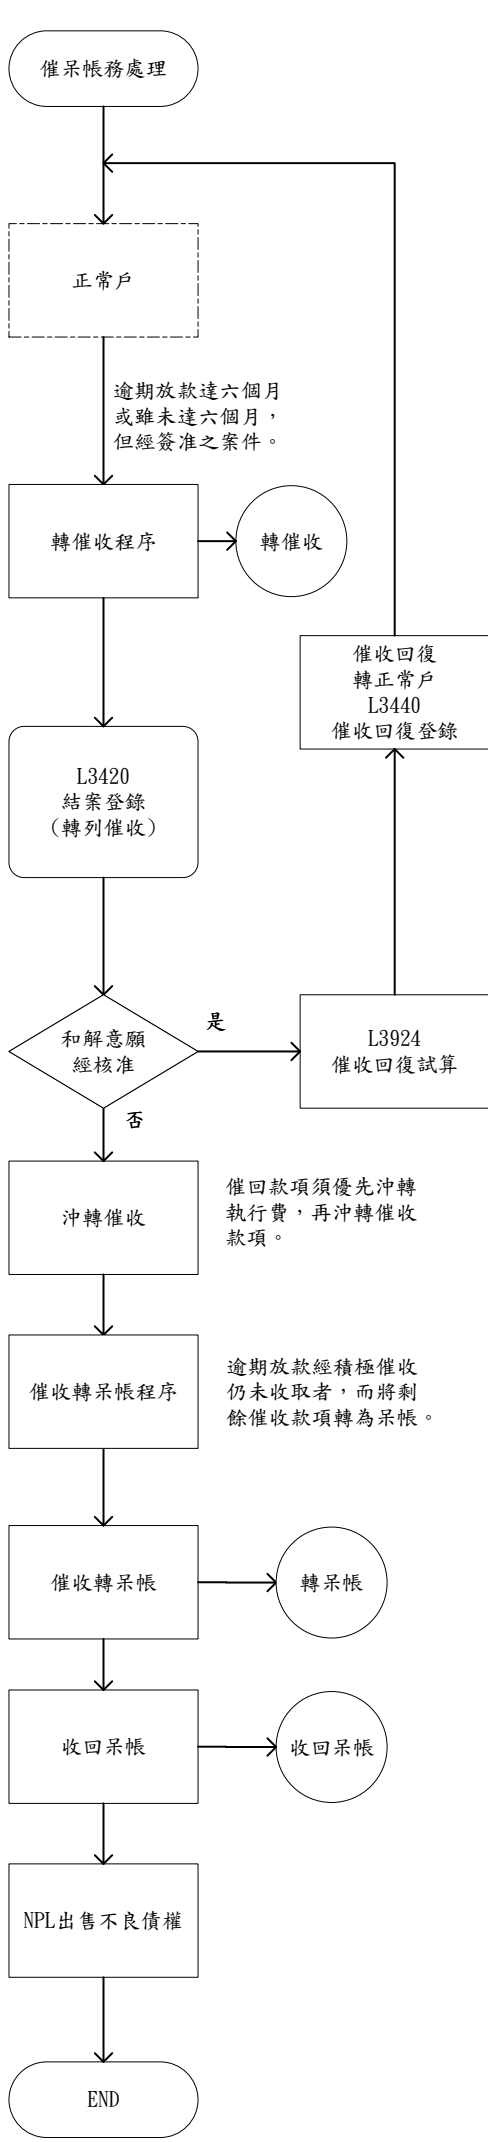 催呆帳務處理
正常戶
逾期放款達六個月
或雖未達六個月，
但經簽准之案件。
轉催收程序
轉催收
催收回復
轉正常戶
L3440
催收回復登錄
L3420
結案登錄
（轉列催收）
和解意願
經核准
是
L3924
催收回復試算
否
沖轉催收
催回款項須優先沖轉
執行費，再沖轉催收
款項。
催收轉呆帳程序
逾期放款經積極催收
仍未收取者，而將剩
餘催收款項轉為呆帳。
催收轉呆帳
轉呆帳
收回呆帳
收回呆帳
NPL出售不良債權
END